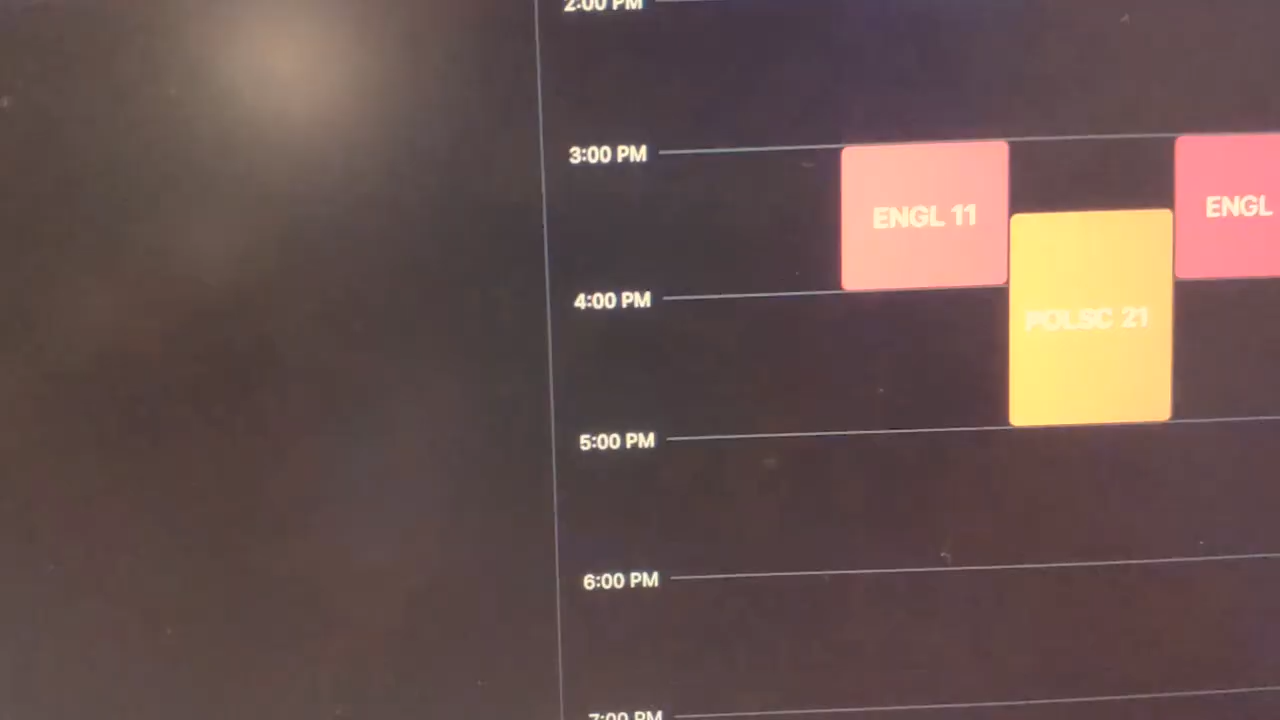 2:00 PM
3:00 PM
ENGL 11
ENGL
POLSC 21
4:00 PM
5:00 PM
6:00 PM
7:00 PM